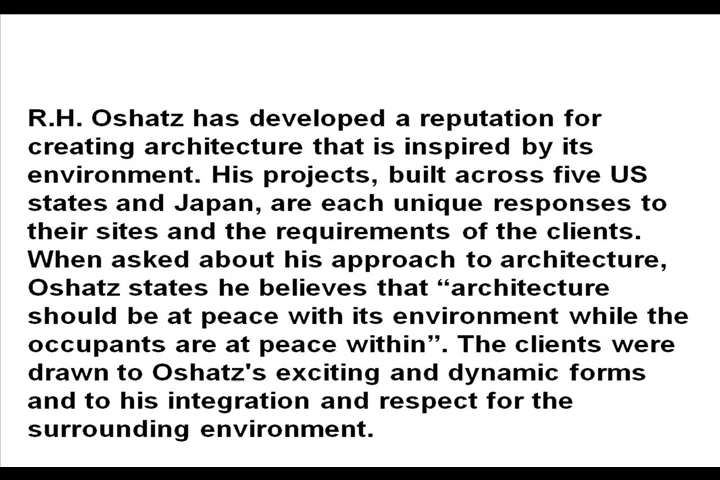 R.H. Oshatz has developed a reputation for
creating architecture that is inspired by its
environment. His projects, built across five US
states and Japan, are each unique responses to
their sites and the requirements of the clients.
When asked about his approach to architecture,
Oshatz states he believes that “architecture
should be at peace with its environment while the
occupants are at peace within”. The clients were
drawn to Oshatz's exciting and dynamic forms
and to his integration and respect for the
surrounding environment.